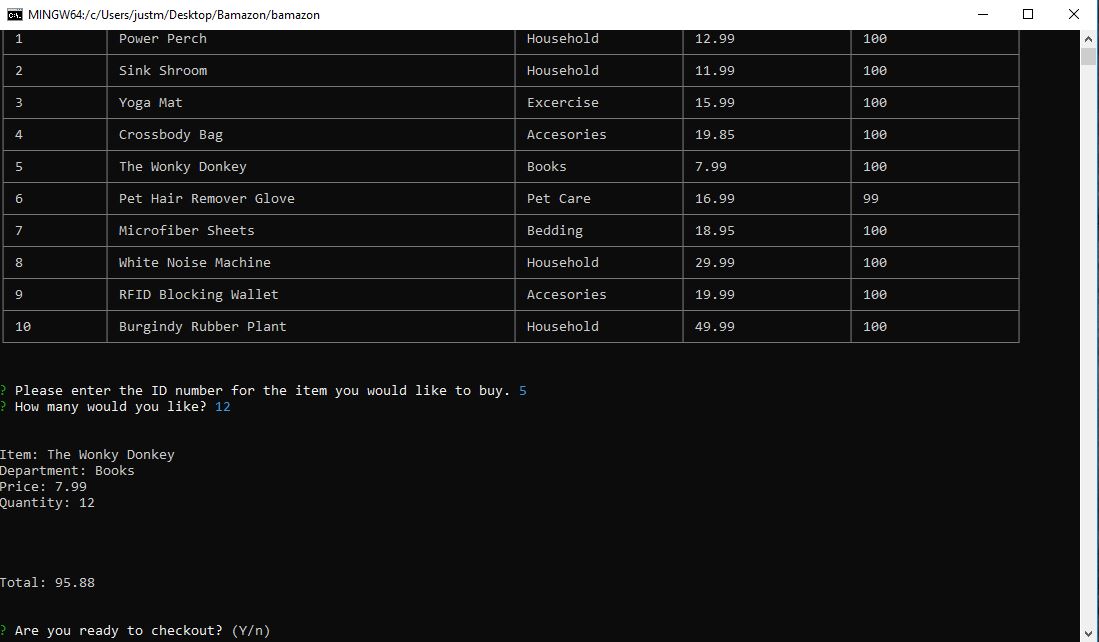 MINGW64:/c/Users/justm/Desktop/Bamazon/bamazon
1 Power Perch Household 12.99 100
2 Sink Shroom Household 11.99 100
3 Yoga Mat Excercise 15.99 100
4 Crossbody Bag Accesories 19.85 100
5 The Wonky Donkey Books 7.99 100
6 Pet Hair Remover Glove Pet Care 16.99 99
7 Microfiber Sheets Bedding 18.95 100
8 White Noise Machine Household 29.99 100
9 RFID Blocking Wallet Accesories 19.99 100
10 Burgindy Rubber Plant Household 49.99 100
? Please enter the ID number for the item you would like to buy. 5
? How many would you like? 12
Item: The Wonky Donkey
Department: Books
Price: 7.99
Quantity: 12
Total: 95.88
? Are you ready to checkout? (Y/n)